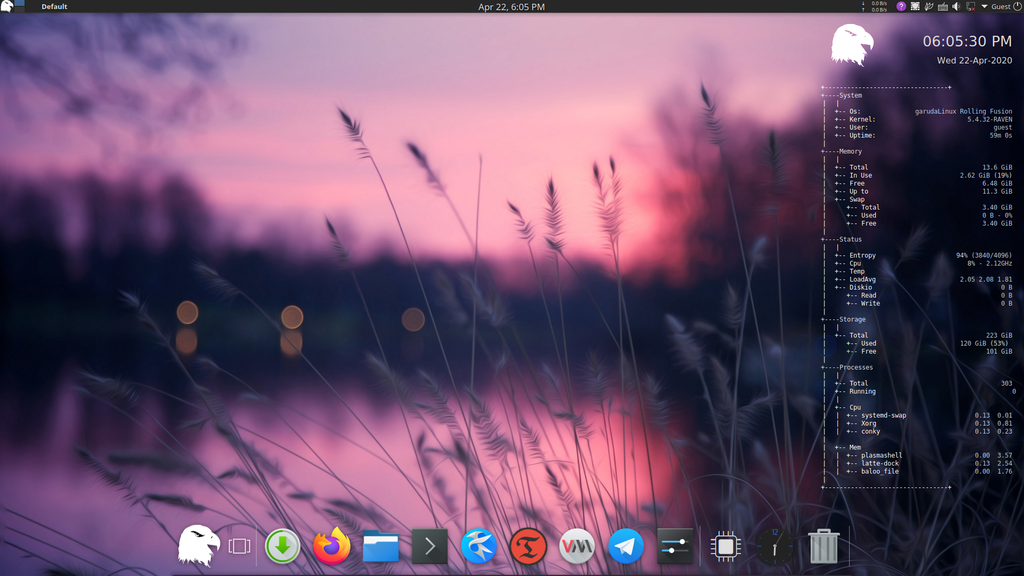 Default
Apr 22, 6:05 PM
0.0 B/s
0.0 B/s
Guest
06:05:30 PM
Wed 22-Apr-2020
+----System
+-- Os: garudaLinux Rolling Fusion
+-- Kernel: 5.4.32-RAVEN
+-- User: guest
+-- Uptime: 59m 0s
+----Memory
+-- Total 13.6 GiB
+-- In Use 2.62 GiB (19%)
+-- Free 6.48 GiB
+-- Up to 11.3 GiB
+-- Swap
+-- Total 3.40 GiB
+-- Used 0 B - 0%
+-- Free 3.40 GiB
+----Status
+-- Entropy 94% (3840/4096)
+-- Cpu 8% - 2.12GHz
+-- Temp
+-- LoadAvg 2.05 2.08 1.81
+-- Diskio 0 B
+-- Read 0 B
+-- Write 0 B
+----Storage
+-- Total 223 GiB
+-- Used 120 GiB (53%)
+-- Free 101 GiB
+----Processes
+-- Total 303
+-- Running 0
+-- Cpu
+-- systemd-swap 0.13 0.01
+-- Xorg 0.13 0.81
+-- conky 0.13 0.23
+-- Mem
+-- plasmashell 0.00 3.57
+-- latte-dock 0.13 2.54
+-- baloo_file 0.00 1.76
VM
12